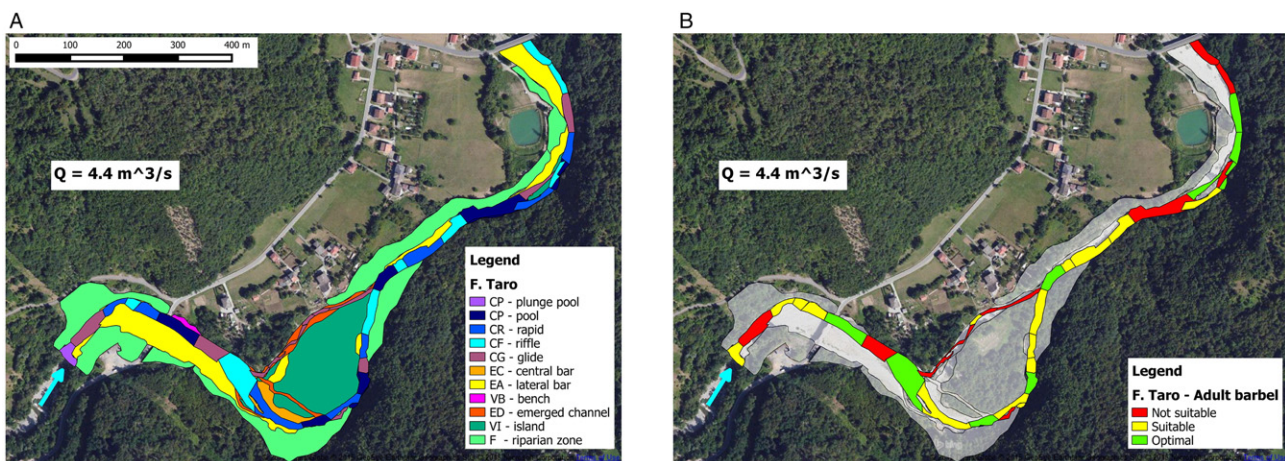 A
0 100 200 300 400 m
Q = 4.4 m^3/s
Legend
F. Taro
CP - plunge pool
CP - pool
CR - rapid
CF - riffle
CG - glide
EC - central bar
EA - lateral bar
VB - bench
ED - emerged channel
VI - island
F - riparian zone
B
Q = 4.4 m^3/s
Legend
F. Taro - Adult barbel
Not suitable
Suitable
Optimal